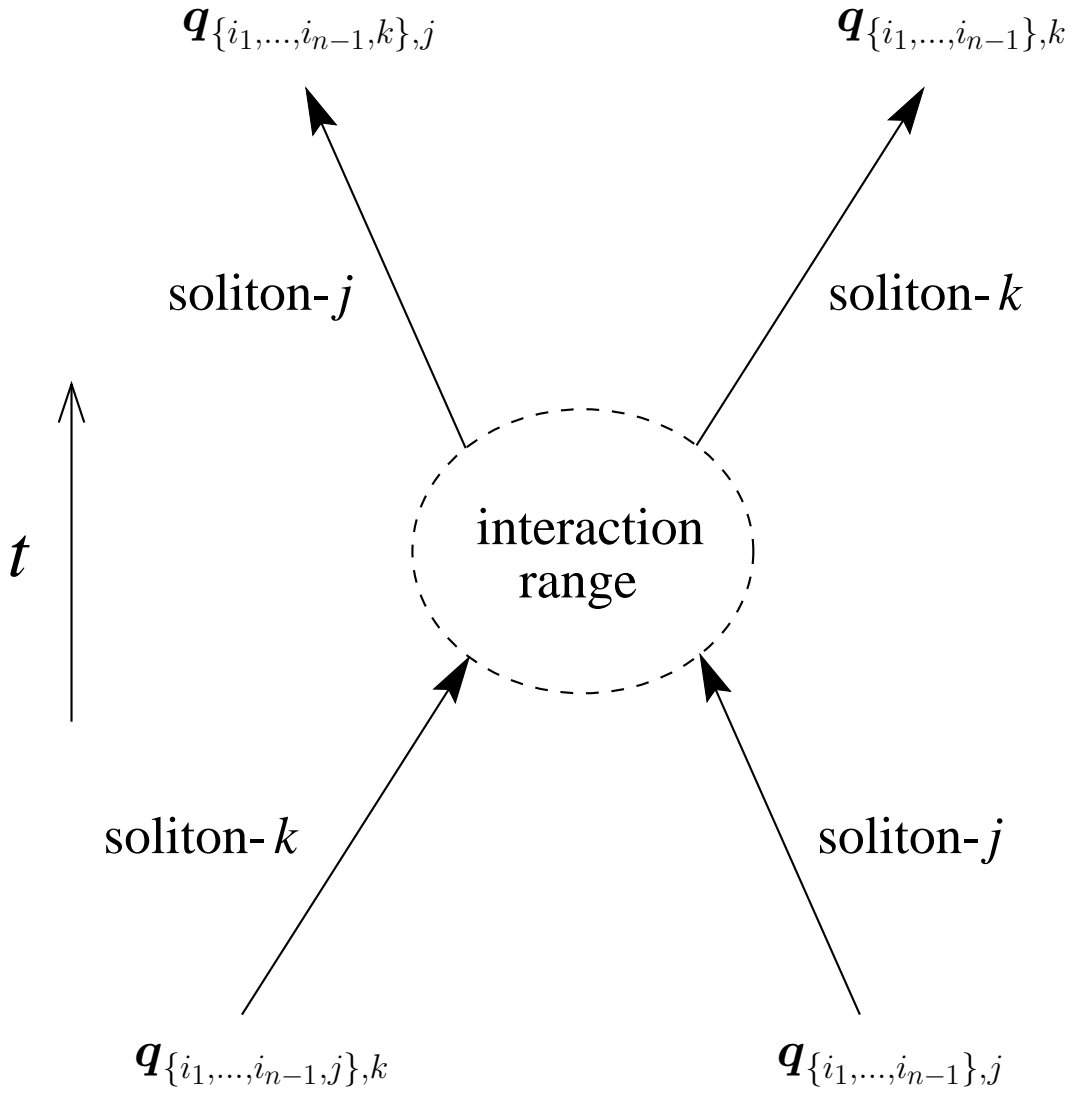 q_{\{i_1,...,i_{n-1},k\},j} q_{\{i_1,...,i_{n-1}\},k}
soliton-j soliton-k
t
interaction
range
soliton-k soliton-j
q_{\{i_1,...,i_{n-1},j\},k} q_{\{i_1,...,i_{n-1}\},j}